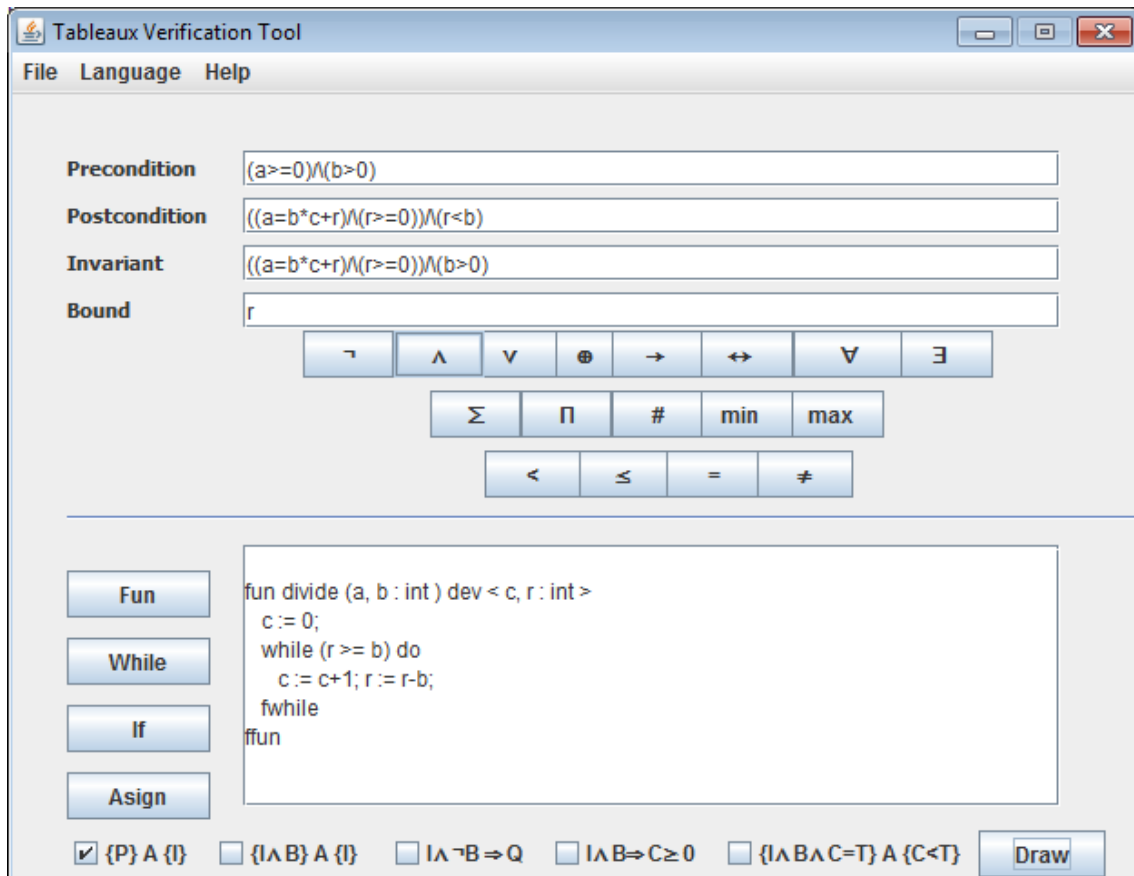 Tableaux Verification Tool
File Language Help
Precondition (a>=0)/\(b>0)
Postcondition ((a=b*c+r)/\(r>=0))/\(r<b)
Invariant ((a=b*c+r)/\(r>=0))/\(b>0)
Bound r
¬ ∧ ∨ ⊕ → ↔ ∀ ∃
Σ Π # min max
< ≤ = ≠
Fun
While
If
Asign
fun divide (a, b : int ) dev < c, r : int >
c := 0;
while (r >= b) do
c := c+1; r := r-b;
fwhile
ffun
{P} A {I} {I∧B} A {I} I∧¬B⇒Q I∧B⇒C≥0 {I∧B∧C=T} A {C<T} Draw